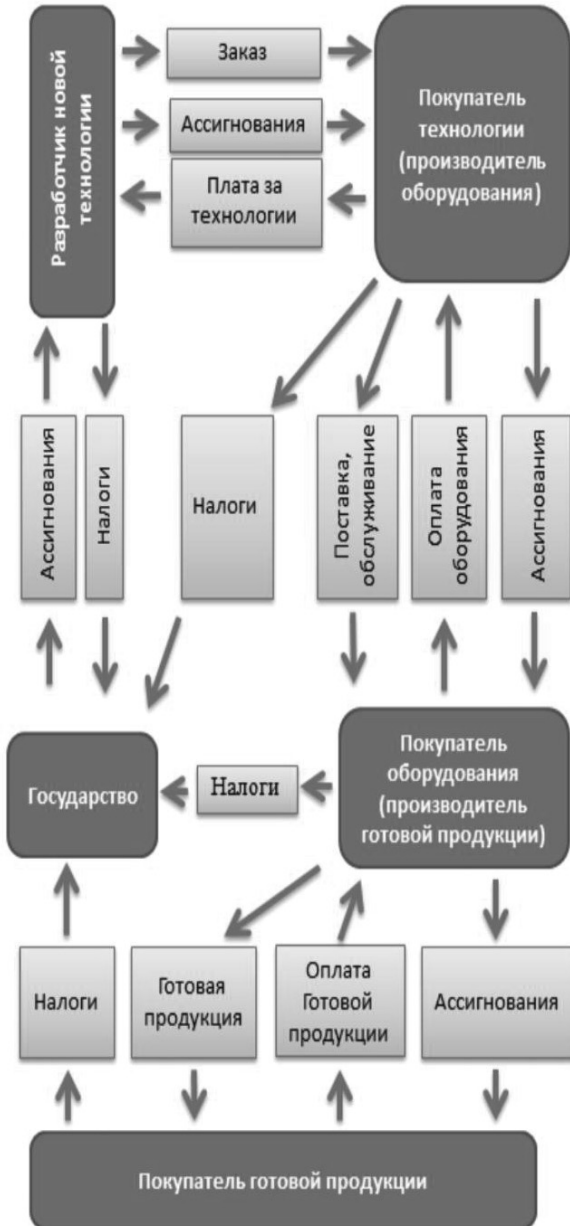 Разработчик новой
технологии
Заказ
Ассигнования
Плата за
технологии
Покупатель
технологии
(производитель
оборудования)
Ассигнования
Налоги
Налоги
Поставка,
обслуживание
Оплата
оборудования
Ассигнования
Государство
Налоги
Покупатель
оборудования
(производитель
готовой продукции)
Налоги
Готовая
продукция
Оплата
Готовой
продукции
Ассигнования
Покупатель готовой продукции